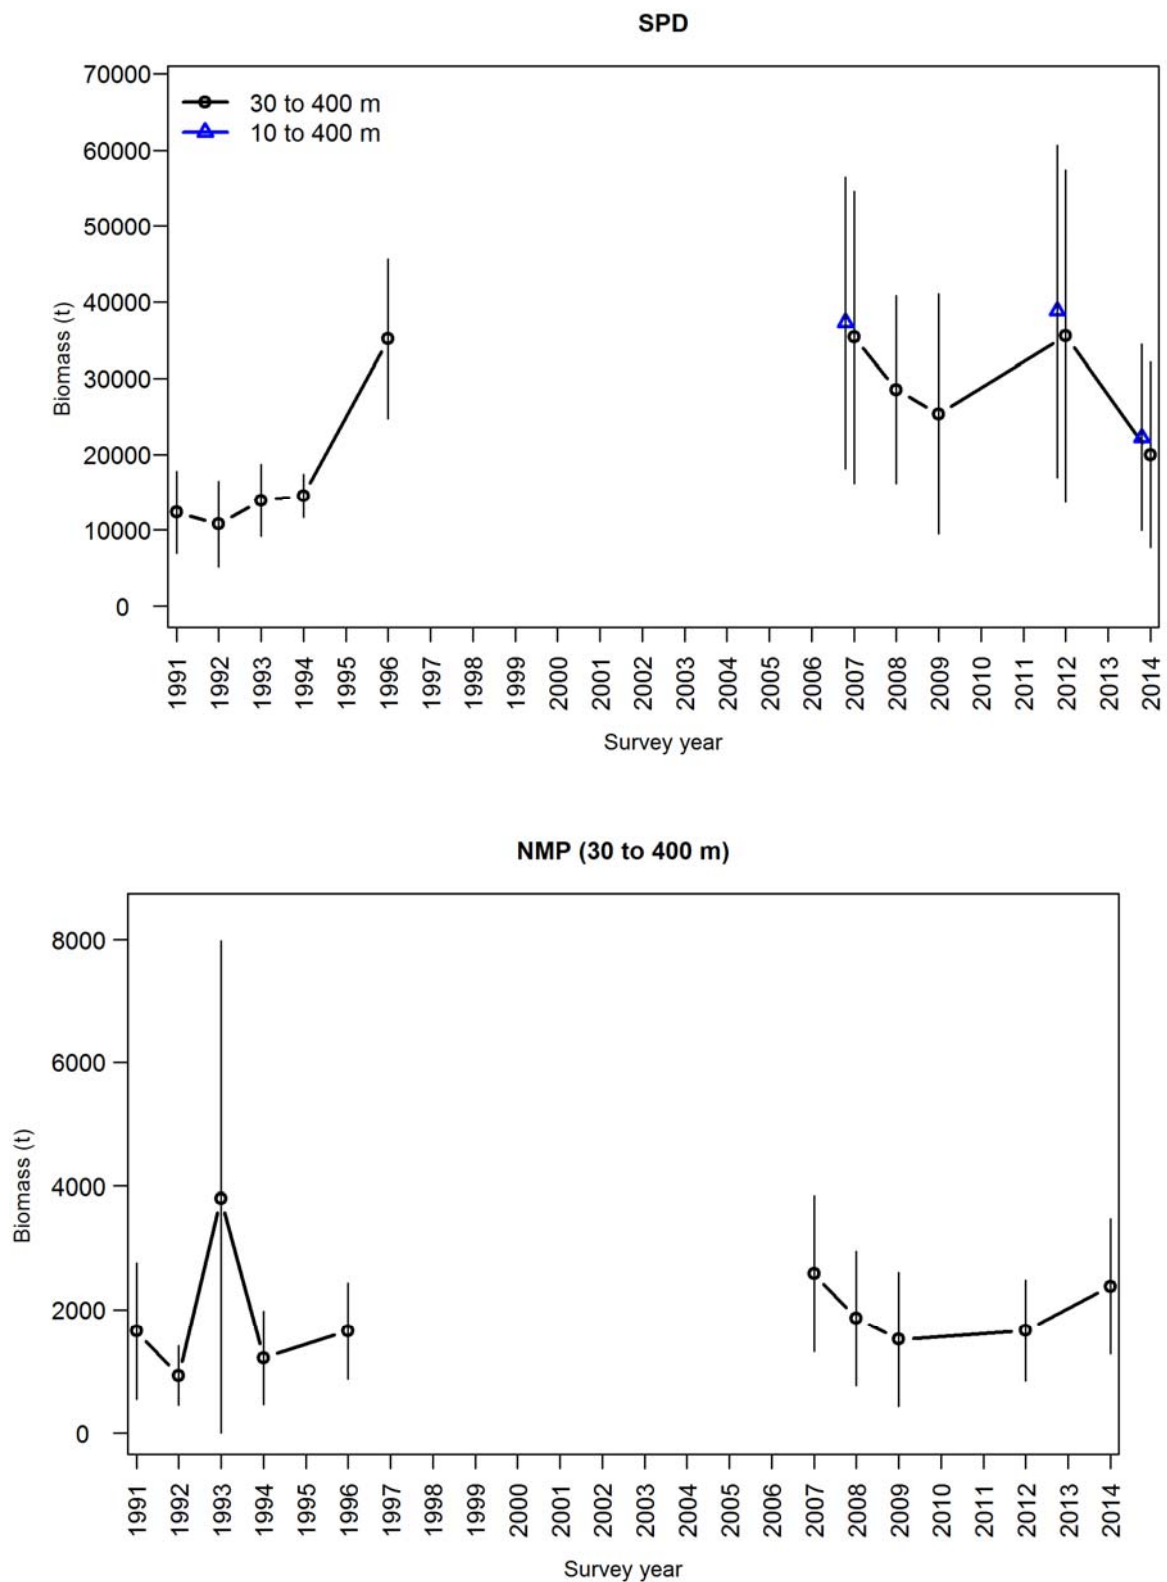 SPD
70000
60000
50000
40000
30000
20000
10000
0
Biomass (t)
30 to 400 m
10 to 400 m
1991 1992 1993 1994 1995 1996 1997 1998 1999 2000 2001 2002 2003 2004 2005 2006 2007 2008 2009 2010 2011 2012 2013 2014
Survey year
NMP (30 to 400 m)
8000
6000
4000
2000
0
Biomass (t)
1991 1992 1993 1994 1995 1996 1997 1998 1999 2000 2001 2002 2003 2004 2005 2006 2007 2008 2009 2010 2011 2012 2013 2014
Survey year